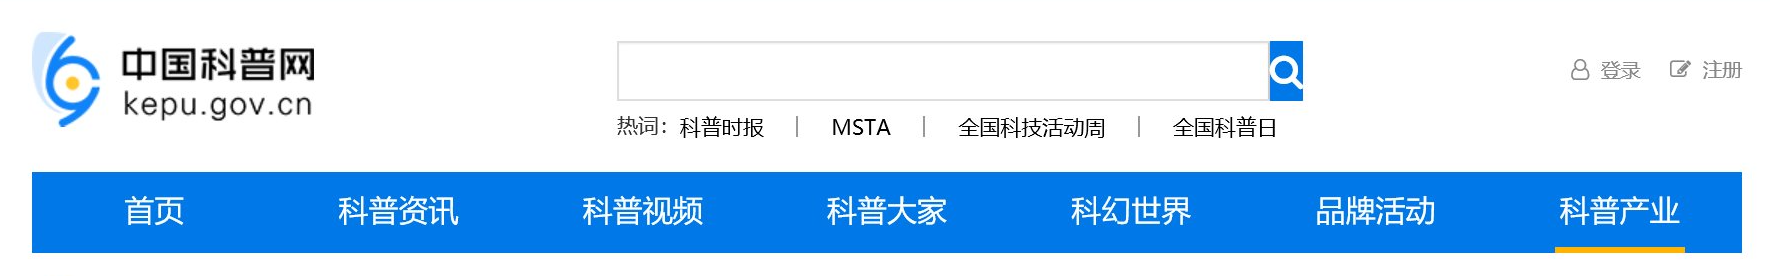 中国科普网
kepu.gov.cn
登录 注册
热词：科普时报 | MSTA | 全国科技活动周 | 全国科普日
首页 科普资讯 科普视频 科普大家 科幻世界 品牌活动 科普产业